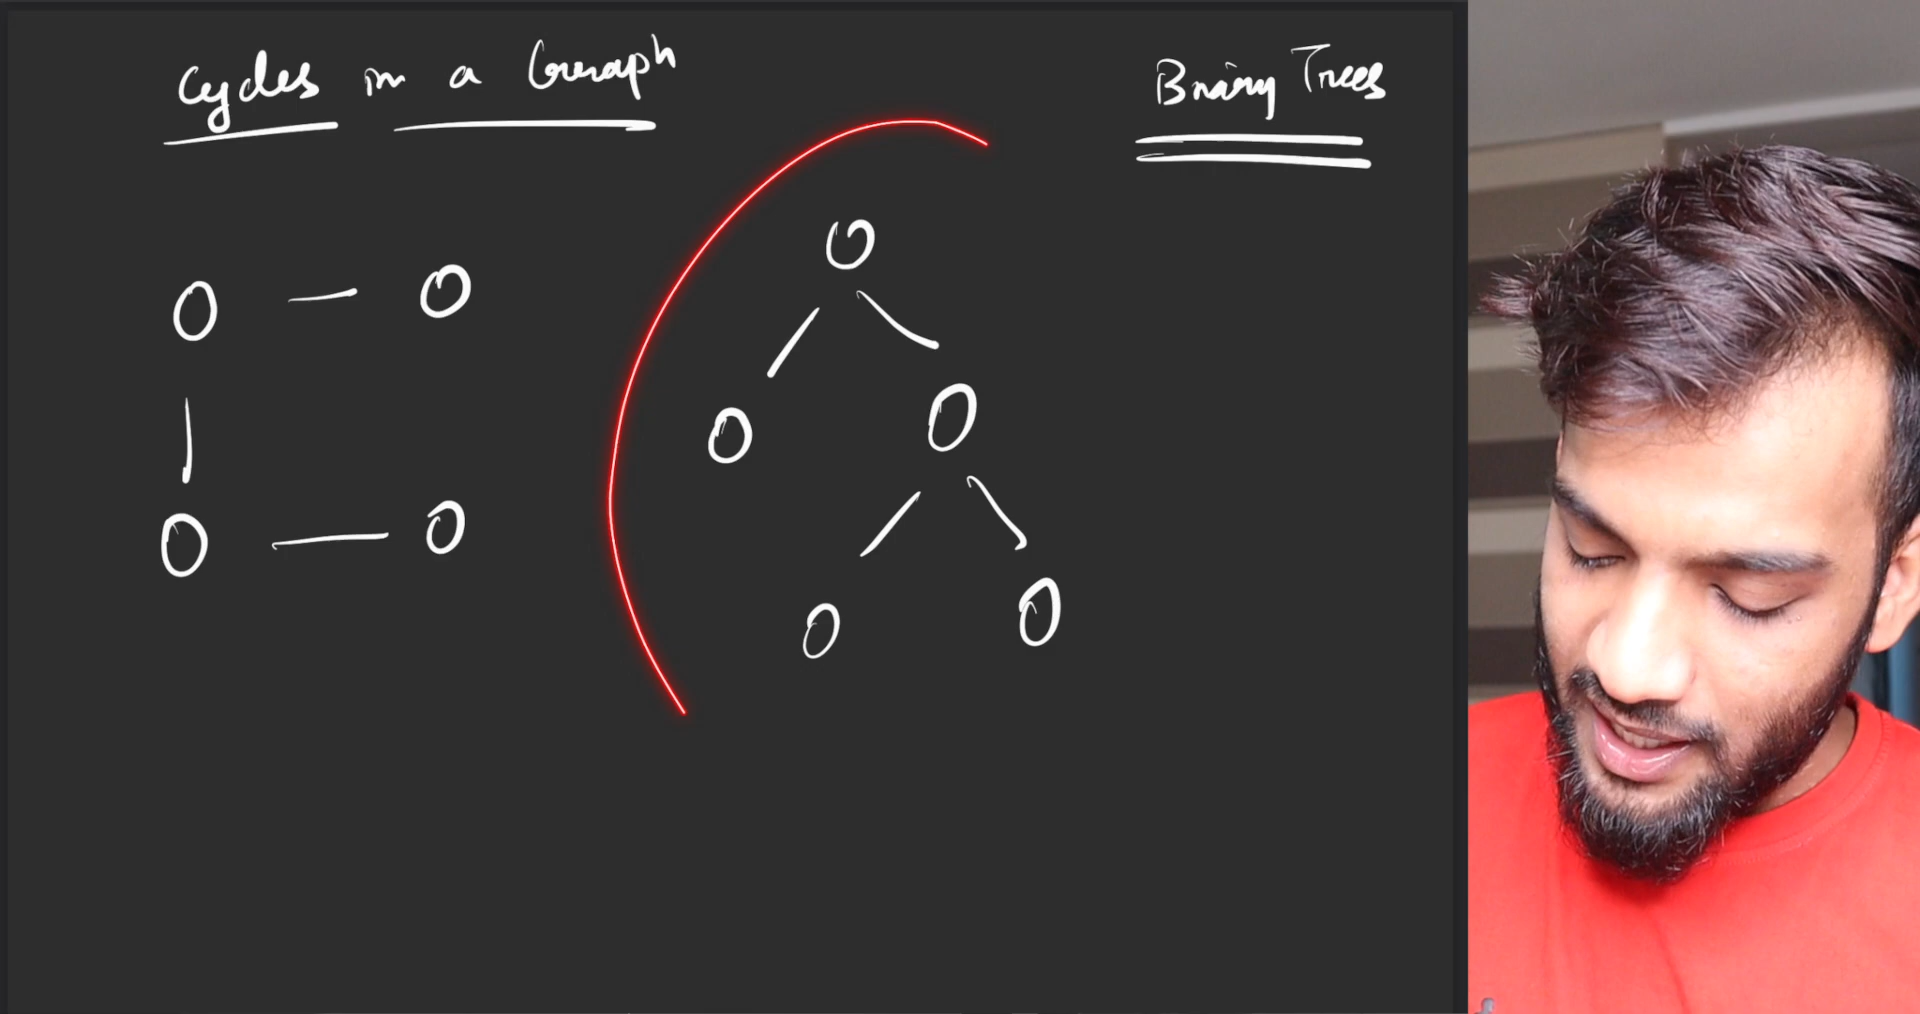 Cycles in a Graph
Binary Trees
O - O
O
O O
O - O
O O